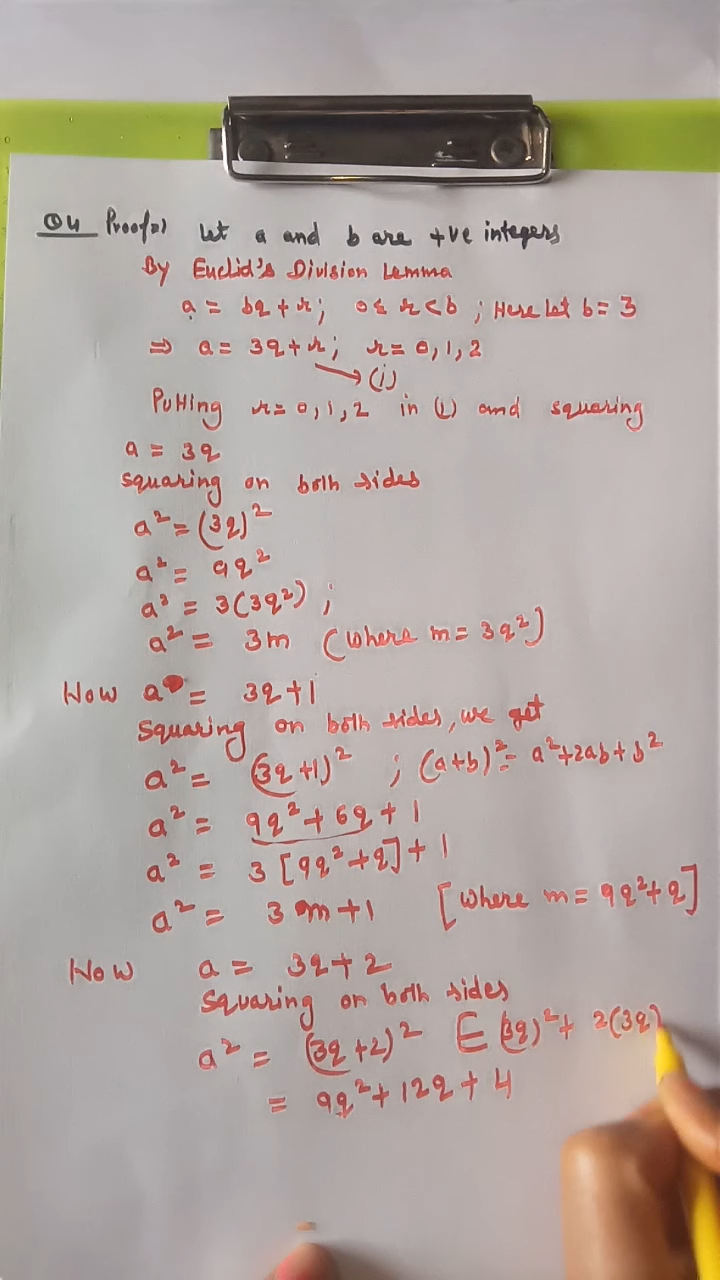 Q4 Proof:) Let a and b are +ve integers
By Euclid's Division Lemma
a = bq + r; 0 ≤ r < b ; Here let b = 3
⇒ a = 3q + r; r = 0, 1, 2
→ (i)
Putting r = 0, 1, 2 in (i) and squaring
a = 3q
squaring on both sides
a² = (3q)²
a² = 9q²
a² = 3(3q²) ;
a² = 3m (where m = 3q²)
Now a = 3q + 1
Squaring on both sides, we get
a² = (3q + 1)² ; (a+b)² = a² + 2ab + b²
a² = 9q² + 6q + 1
a² = 3 [9q² + q] + 1
a² = 3m + 1 [where m = 9q² + q]
Now a = 3q + 2
Squaring on both sides
a² = (3q + 2)² [= (3q)² + 2(3q)
= 9q² + 12q + 4